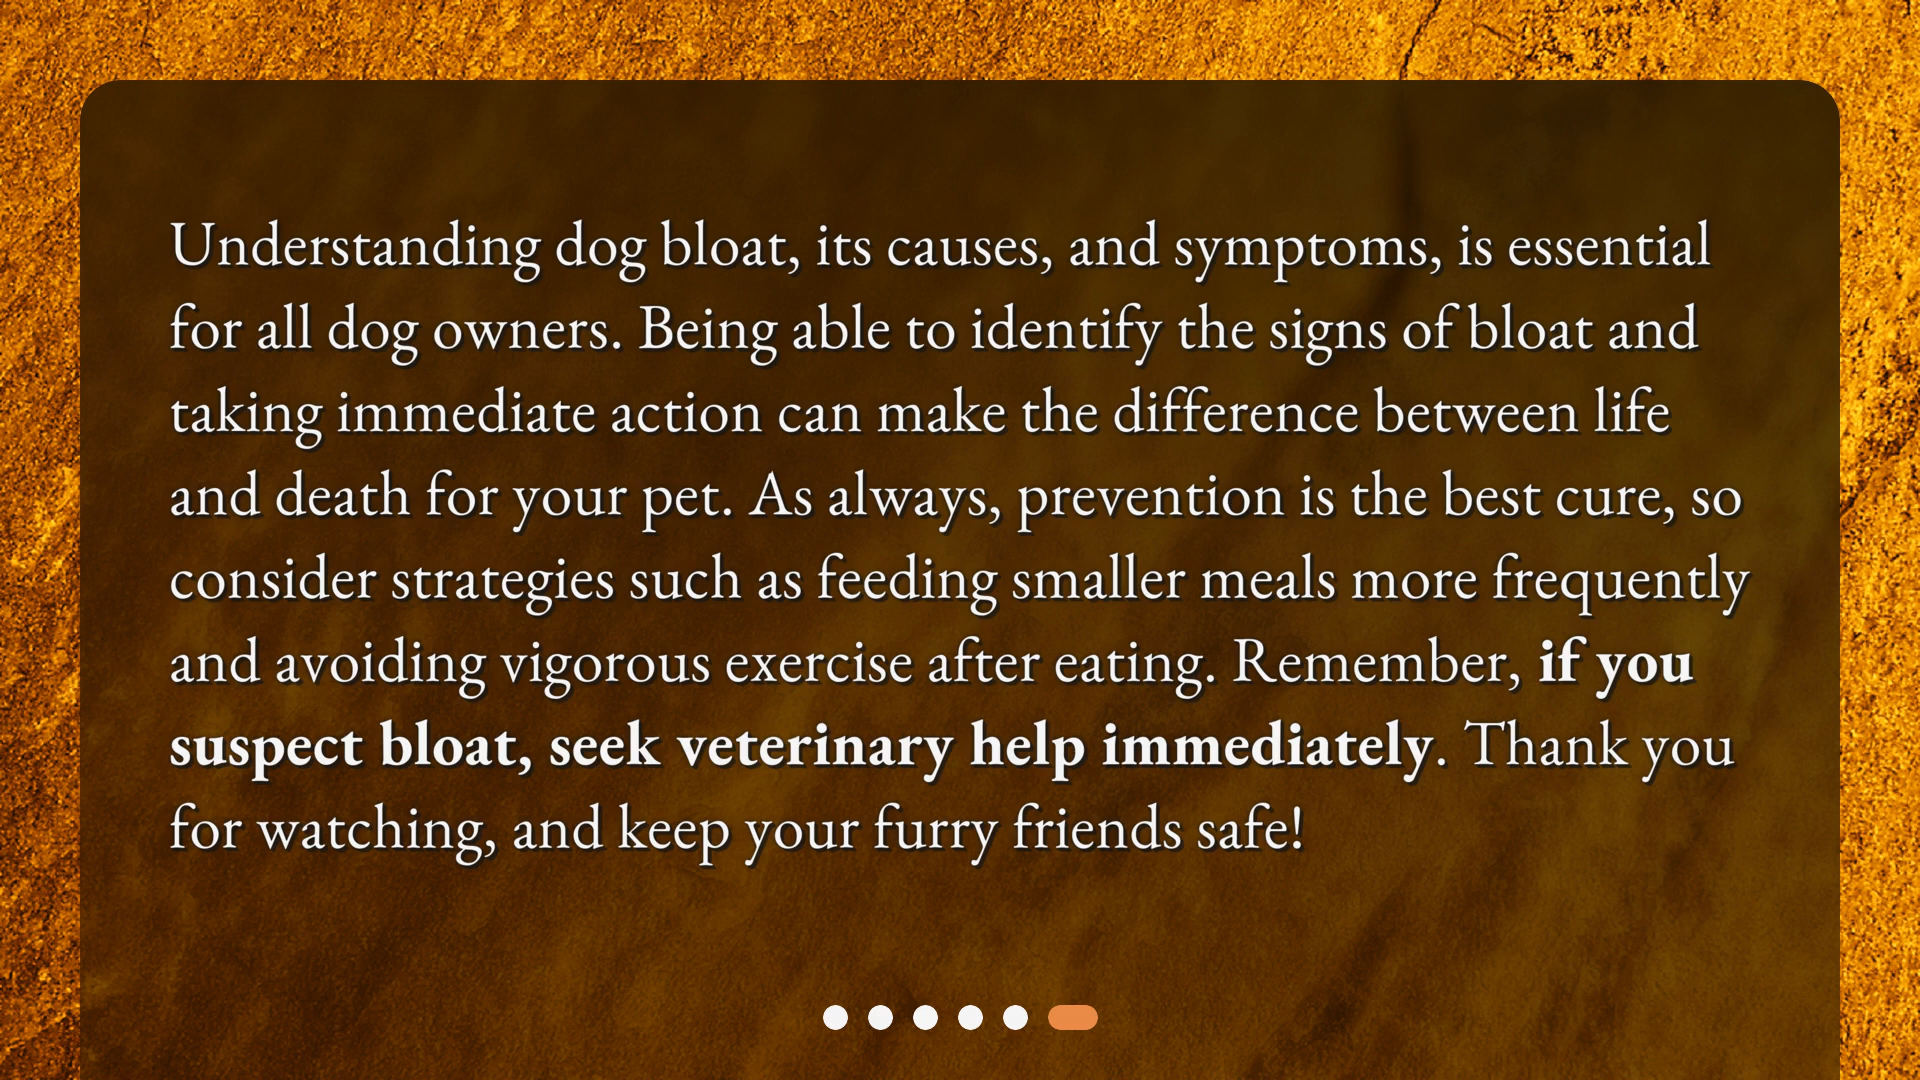 Understanding dog bloat, its causes, and symptoms, is essential
for all dog owners. Being able to identify the signs of bloat and
taking immediate action can make the difference between life
and death for your pet. As always, prevention is the best cure, so
consider strategies such as feeding smaller meals more frequently
and avoiding vigorous exercise after eating. Remember, if you
suspect bloat, seek veterinary help immediately. Thank you
for watching, and keep your furry friends safe!